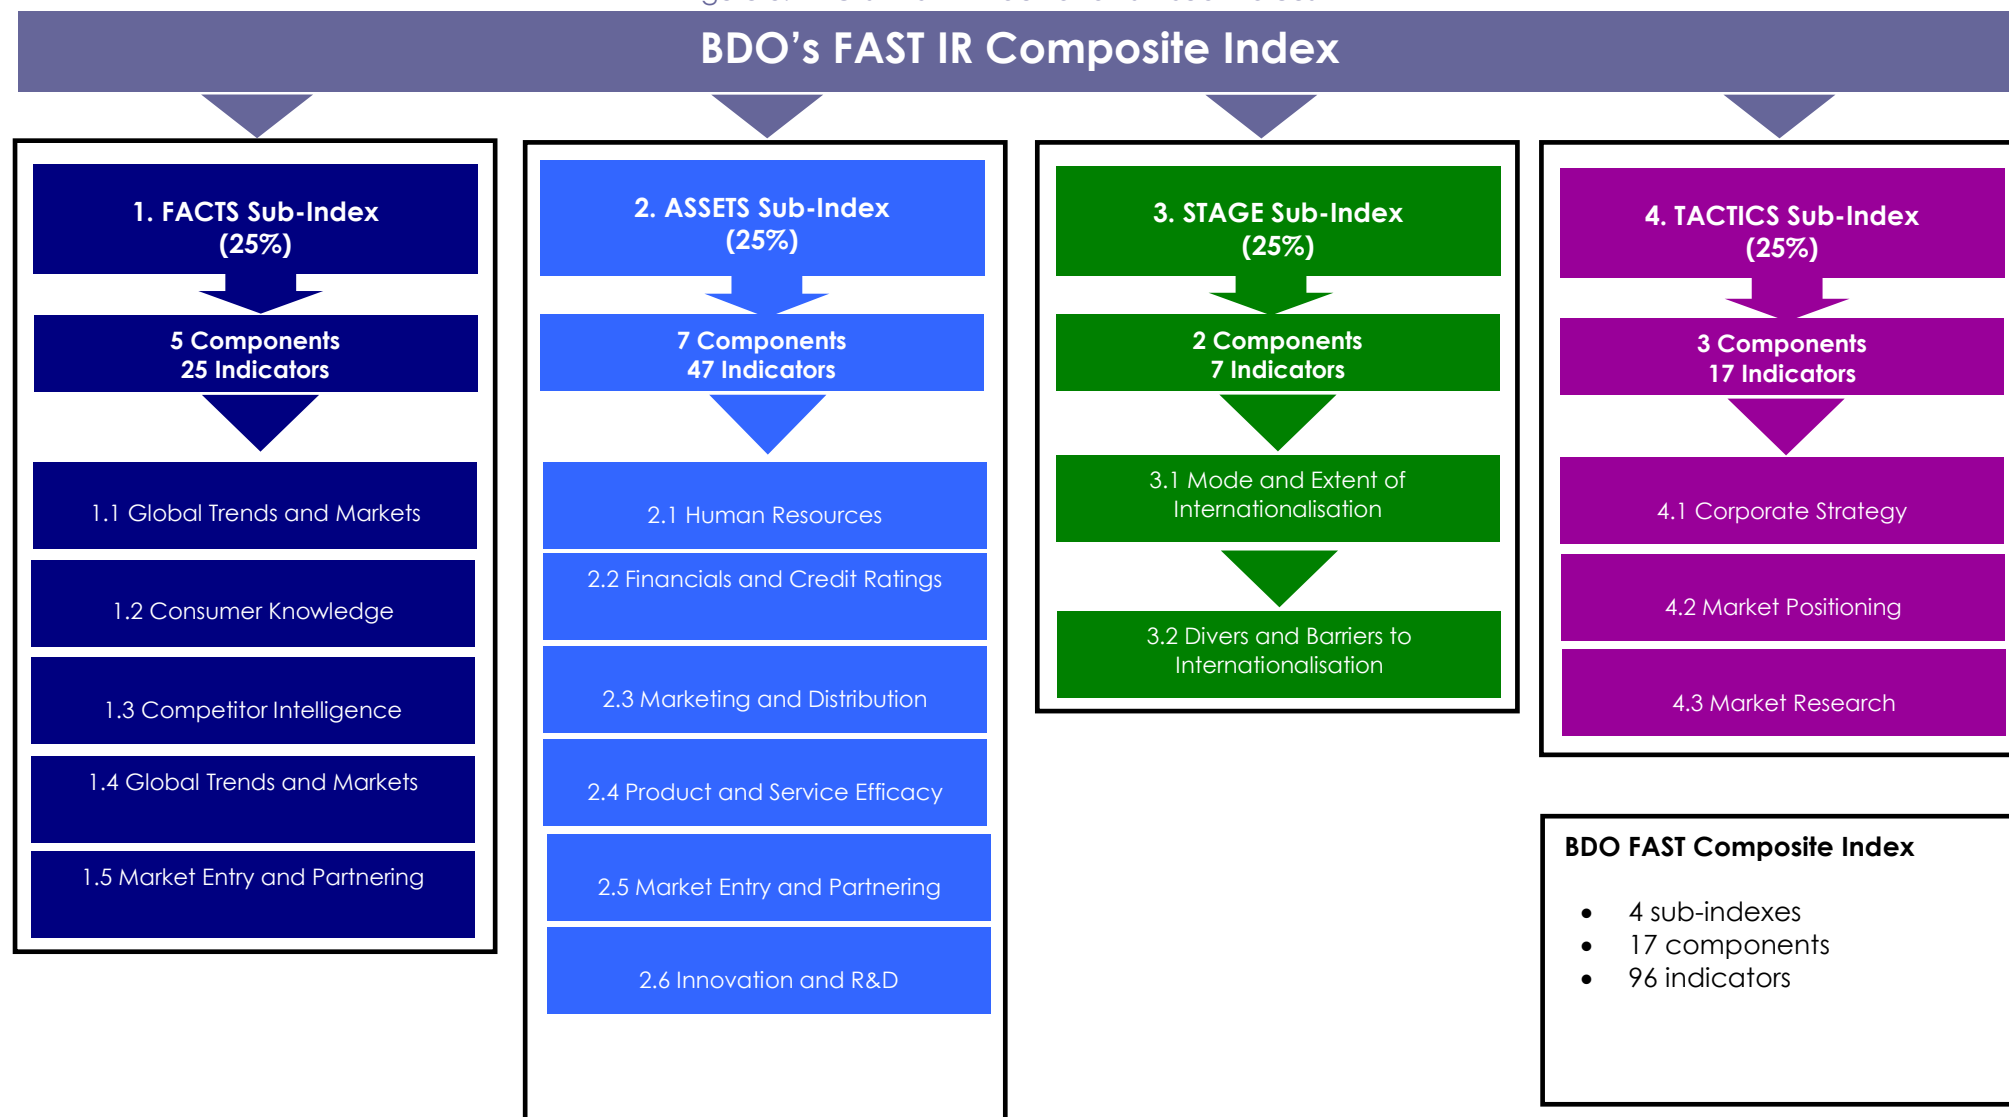 BDO's FAST IR Composite Index
1. FACTS Sub-Index
(25%)
5 Components
25 Indicators
1.1 Global Trends and Markets
1.2 Consumer Knowledge
1.3 Competitor Intelligence
1.4 Global Trends and Markets
1.5 Market Entry and Partnering
2. ASSETS Sub-Index
(25%)
7 Components
47 Indicators
2.1 Human Resources
2.2 Financials and Credit Ratings
2.3 Marketing and Distribution
2.4 Product and Service Efficacy
2.5 Market Entry and Partnering
2.6 Innovation and R&D
3. STAGE Sub-Index
(25%)
2 Components
7 Indicators
3.1 Mode and Extent of
Internationalisation
3.2 Divers and Barriers to
Internationalisation
4. TACTICS Sub-Index
(25%)
3 Components
17 Indicators
4.1 Corporate Strategy
4.2 Market Positioning
4.3 Market Research
BDO FAST Composite Index
• 4 sub-indexes
• 17 components
• 96 indicators